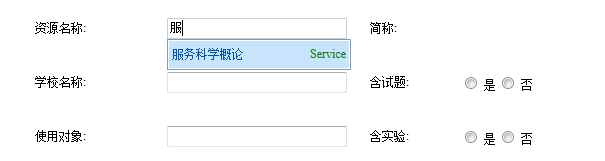 资源名称: 服 简称:
服务科学概论 Service
学校名称: 含试题: 是 否
使用对象: 含实验: 是 否